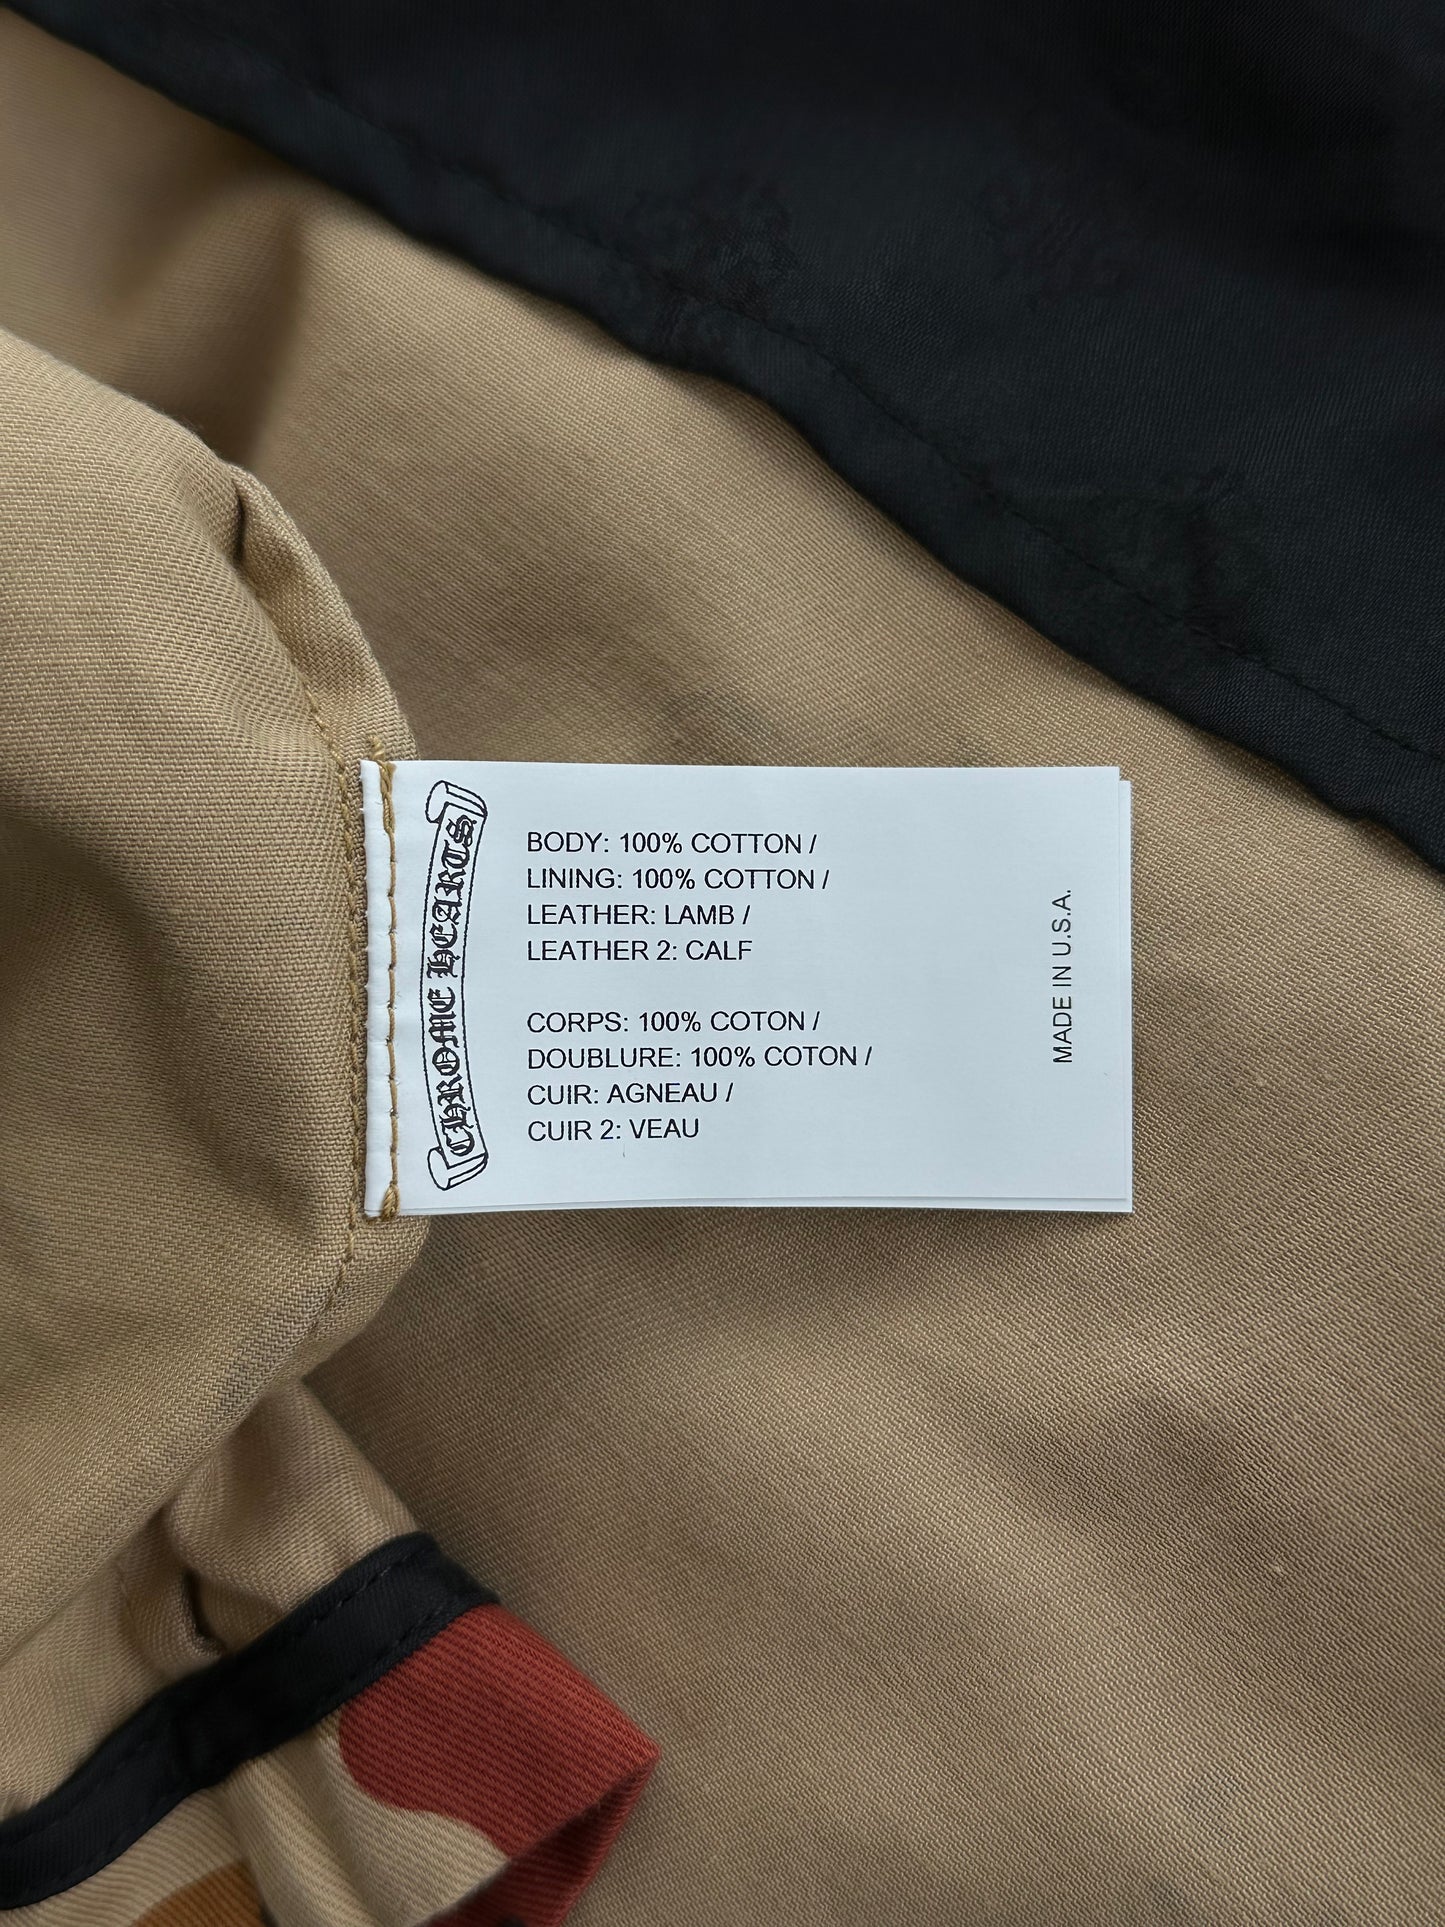 CHROME HEARTS
BODY: 100% COTTON /
LINING: 100% COTTON /
LEATHER: LAMB /
LEATHER 2: CALF
CORPS: 100% COTON /
DOUBLURE: 100% COTON /
CUIR: AGNEAU /
CUIR 2: VEAU
MADE IN U.S.A.